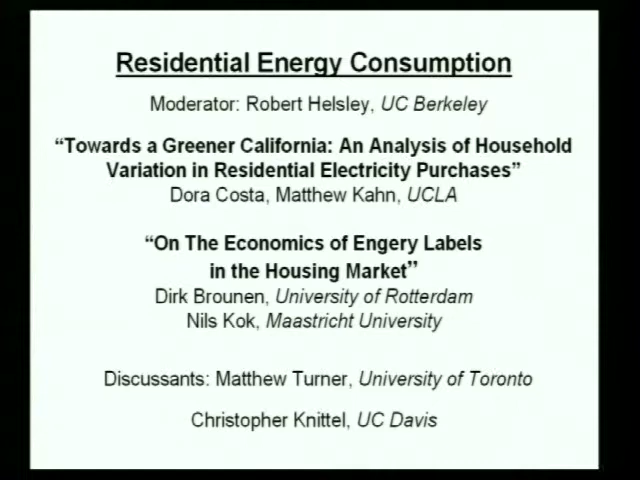 Residential Energy Consumption
Moderator: Robert Helsley, UC Berkeley
“Towards a Greener California: An Analysis of Household
Variation in Residential Electricity Purchases”
Dora Costa, Matthew Kahn, UCLA
“On The Economics of Engery Labels
in the Housing Market”
Dirk Brounen, University of Rotterdam
Nils Kok, Maastricht University
Discussants: Matthew Turner, University of Toronto
Christopher Knittel, UC Davis